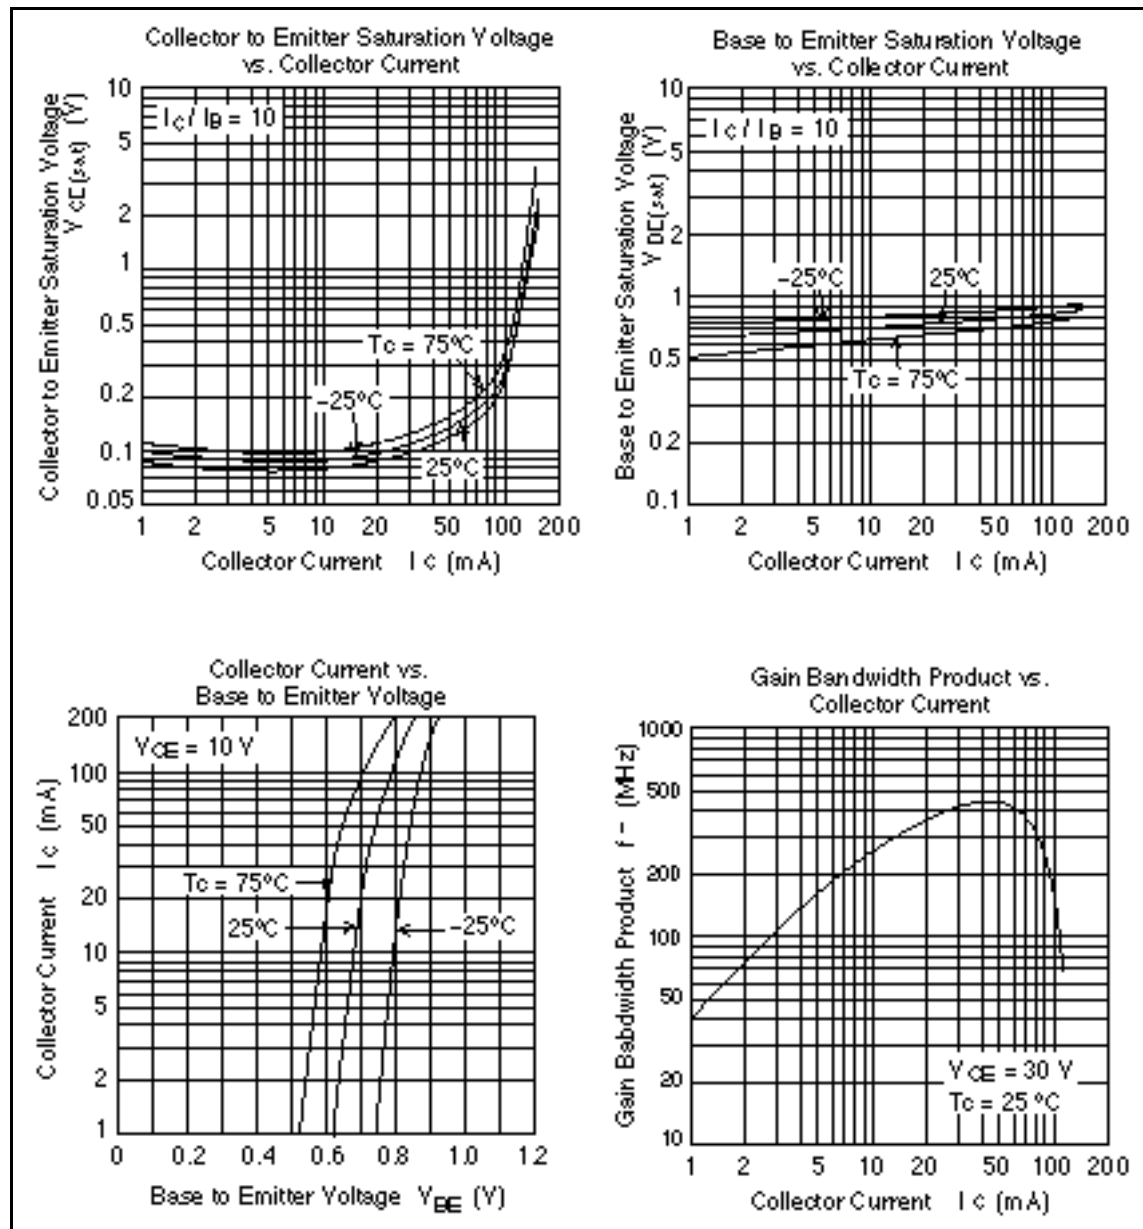 Collector to Emitter Saturation Voltage
vs. Collector Current
Collector to Emitter Saturation Voltage
V CE(sat) (V)
10
5
2
1
0.5
0.2
0.1
0.05
IC / IB = 10
Tc = 75°C
–25°C
25°C
1 2 5 10 20 50 100 200
Collector Current Ic (mA)
Base to Emitter Saturation Voltage
vs. Collector Current
Base to Emitter Saturation Voltage
V BE(sat) (V)
10
5
2
1
0.5
0.2
0.1
IC / IB = 10
–25°C 25°C
Tc = 75°C
1 2 5 10 20 50 100 200
Collector Current Ic (mA)
Collector Current vs.
Base to Emitter Voltage
Collector Current Ic (mA)
200
100
50
20
10
5
2
1
VCE = 10 V
Tc = 75°C
25°C
–25°C
0 0.2 0.4 0.6 0.8 1.0 1.2
Base to Emitter Voltage VBE (V)
Gain Bandwidth Product vs.
Collector Current
Gain Babdwidth Product fT (MHz)
1000
500
200
100
50
20
10
VCE = 30 V
Tc = 25 °C
1 2 5 10 20 50 100 200
Collector Current Ic (mA)